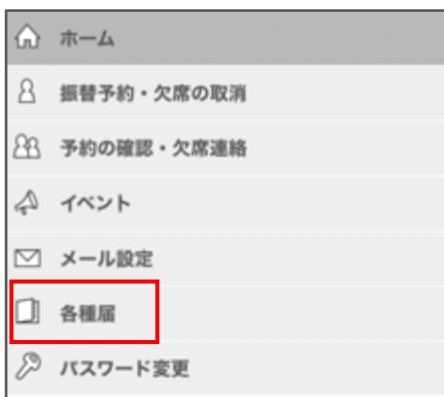 ホーム
振替予約・欠席の取消
予約の確認・欠席連絡
イベント
メール設定
各種届
パスワード変更